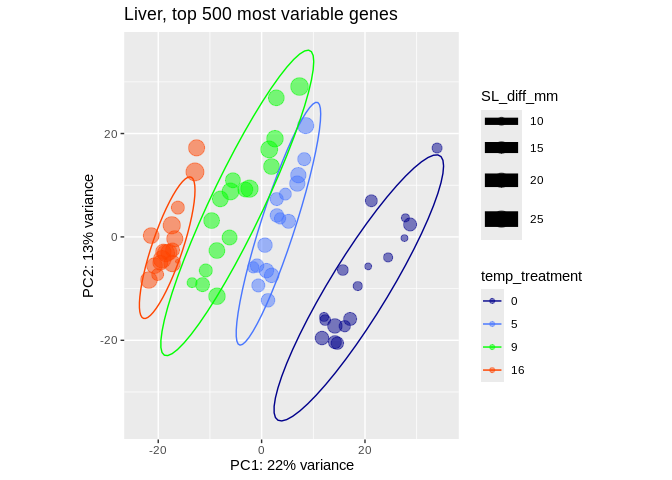 Liver, top 500 most variable genes
SL_diff_mm
10
15
20
25
20
0
-20
PC2: 13% variance
temp_treatment
0
5
9
16
-20
0
20
PC1: 22% variance